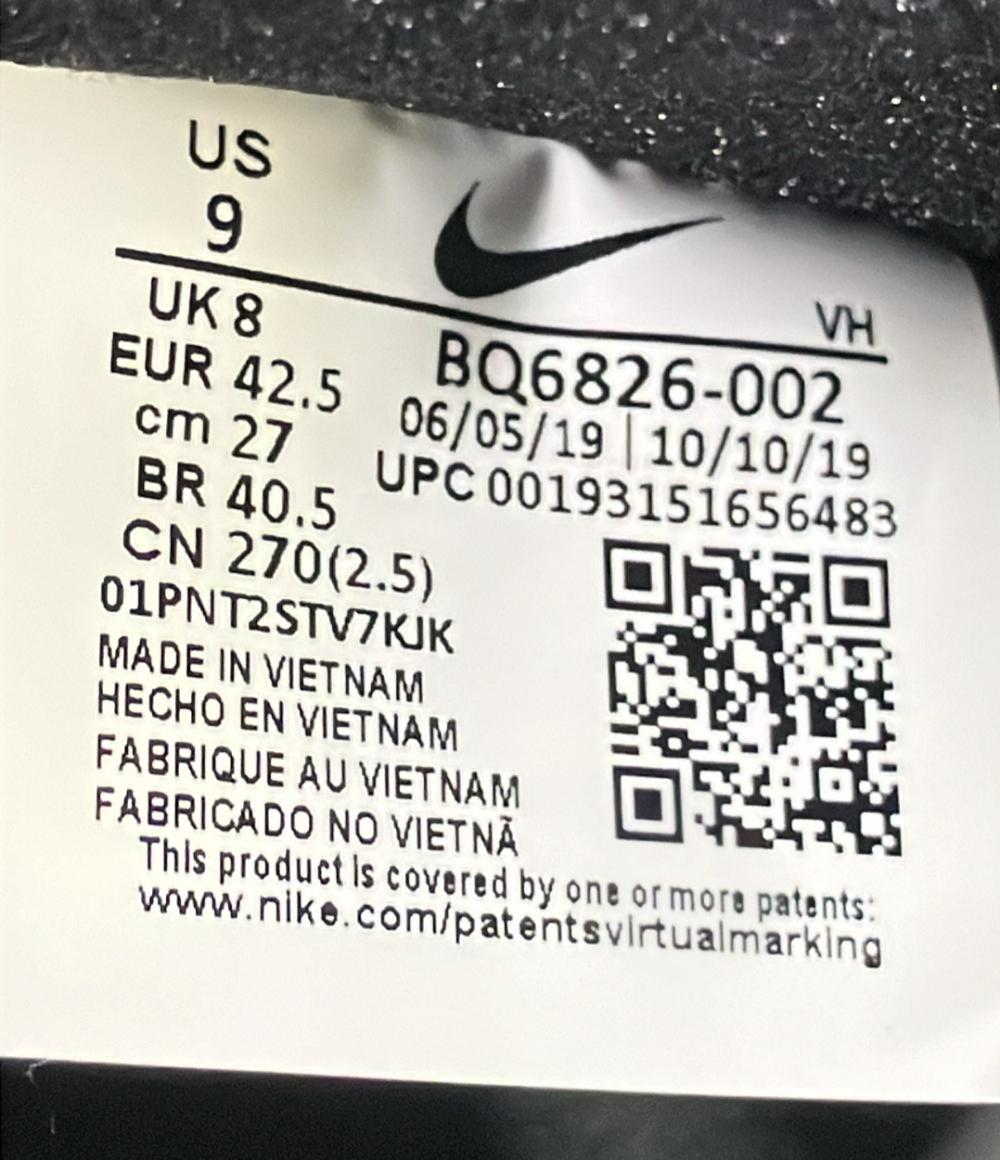 US
9
VH
UK 8
BQ6826-002
EUR 42.5
06/05/19 | 10/10/19
cm 27
UPC 00193151656483
BR 40.5
CN 270(2.5)
01PNT2STV7KJK
MADE IN VIETNAM
HECHO EN VIETNAM
FABRIQUE AU VIETNAM
FABRICADO NO VIETNÃ
This product is covered by one or more patents:
www.nike.com/patentsvirtualmarking